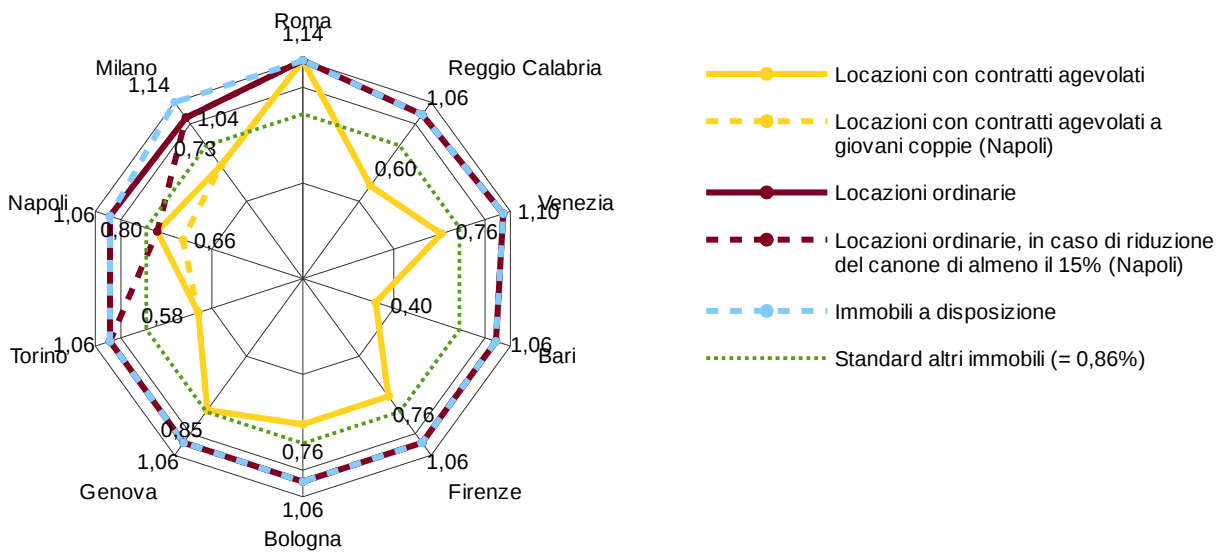 Roma
1,14
Milano
1,14
Reggio Calabria
1,06
1,04
0,73
0,60
Napoli
1,06
0,80
0,66
Venezia
1,10
0,76
Torino
1,06
0,58
0,40
Bari
1,06
Genova
1,06
0,85
0,76
Bologna
1,06
0,76
Firenze
1,06
Locazioni con contratti agevolati
Locazioni con contratti agevolati a
giovani coppie (Napoli)
Locazioni ordinarie
Locazioni ordinarie, in caso di riduzione
del canone di almeno il 15% (Napoli)
Immobili a disposizione
Standard altri immobili (= 0,86%)